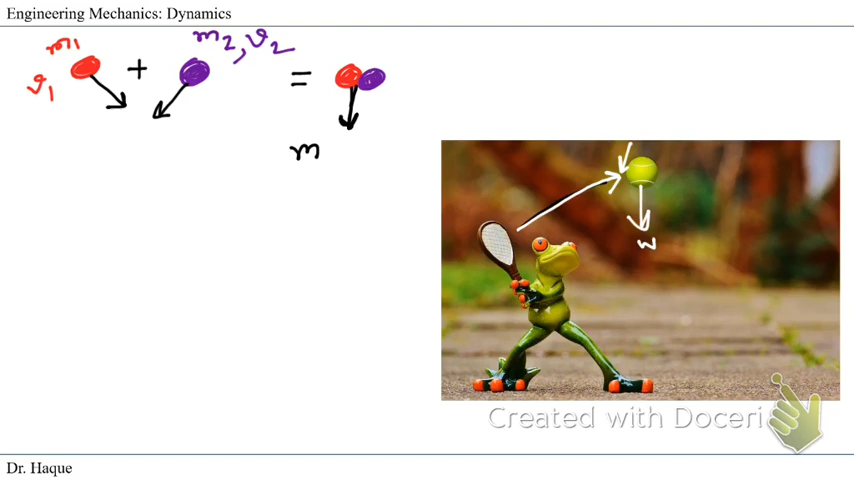 Engineering Mechanics: Dynamics
m1
m2, v2
v1
+
=
m
w
Created with Doceri
Dr. Haque